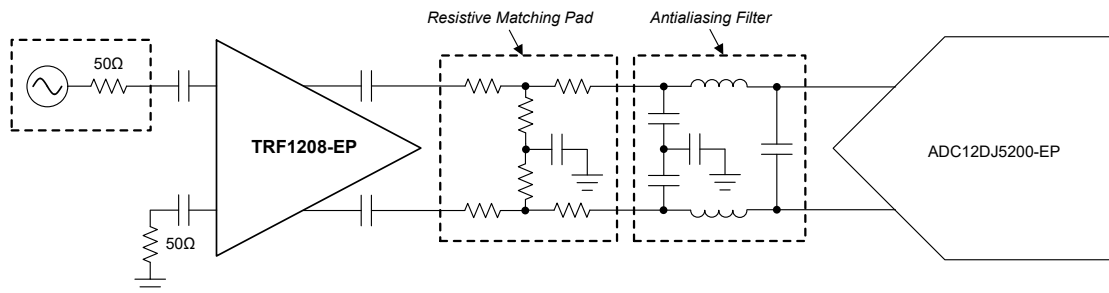 Resistive Matching Pad
Antialiasing Filter
50Ω
TRF1208-EP
ADC12DJ5200-EP
50Ω